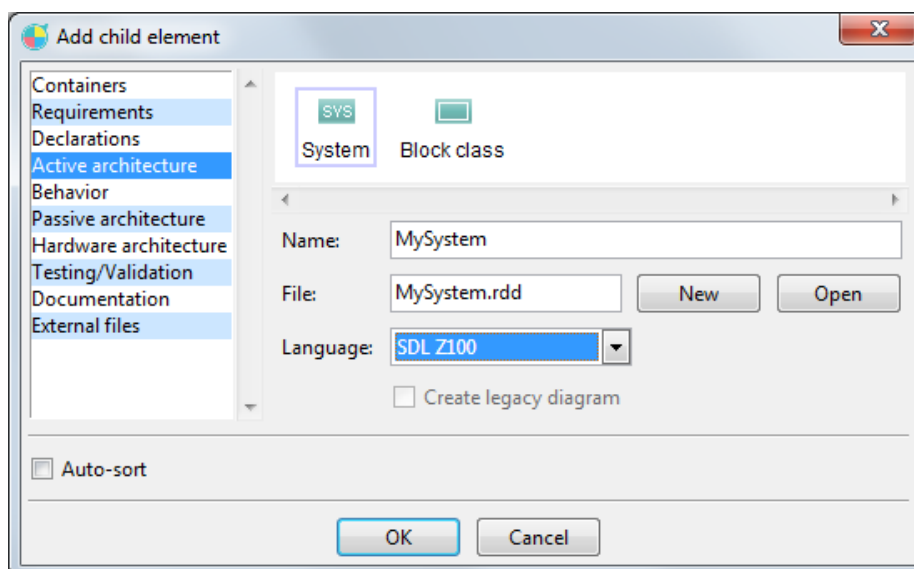 Add child element
X
Containers
Requirements
Declarations
Active architecture
Behavior
Passive architecture
Hardware architecture
Testing/Validation
Documentation
External files
SYS
System
Block class
Name: MySystem
File: MySystem.rdd New Open
Language: SDL Z100
Create legacy diagram
Auto-sort
OK Cancel